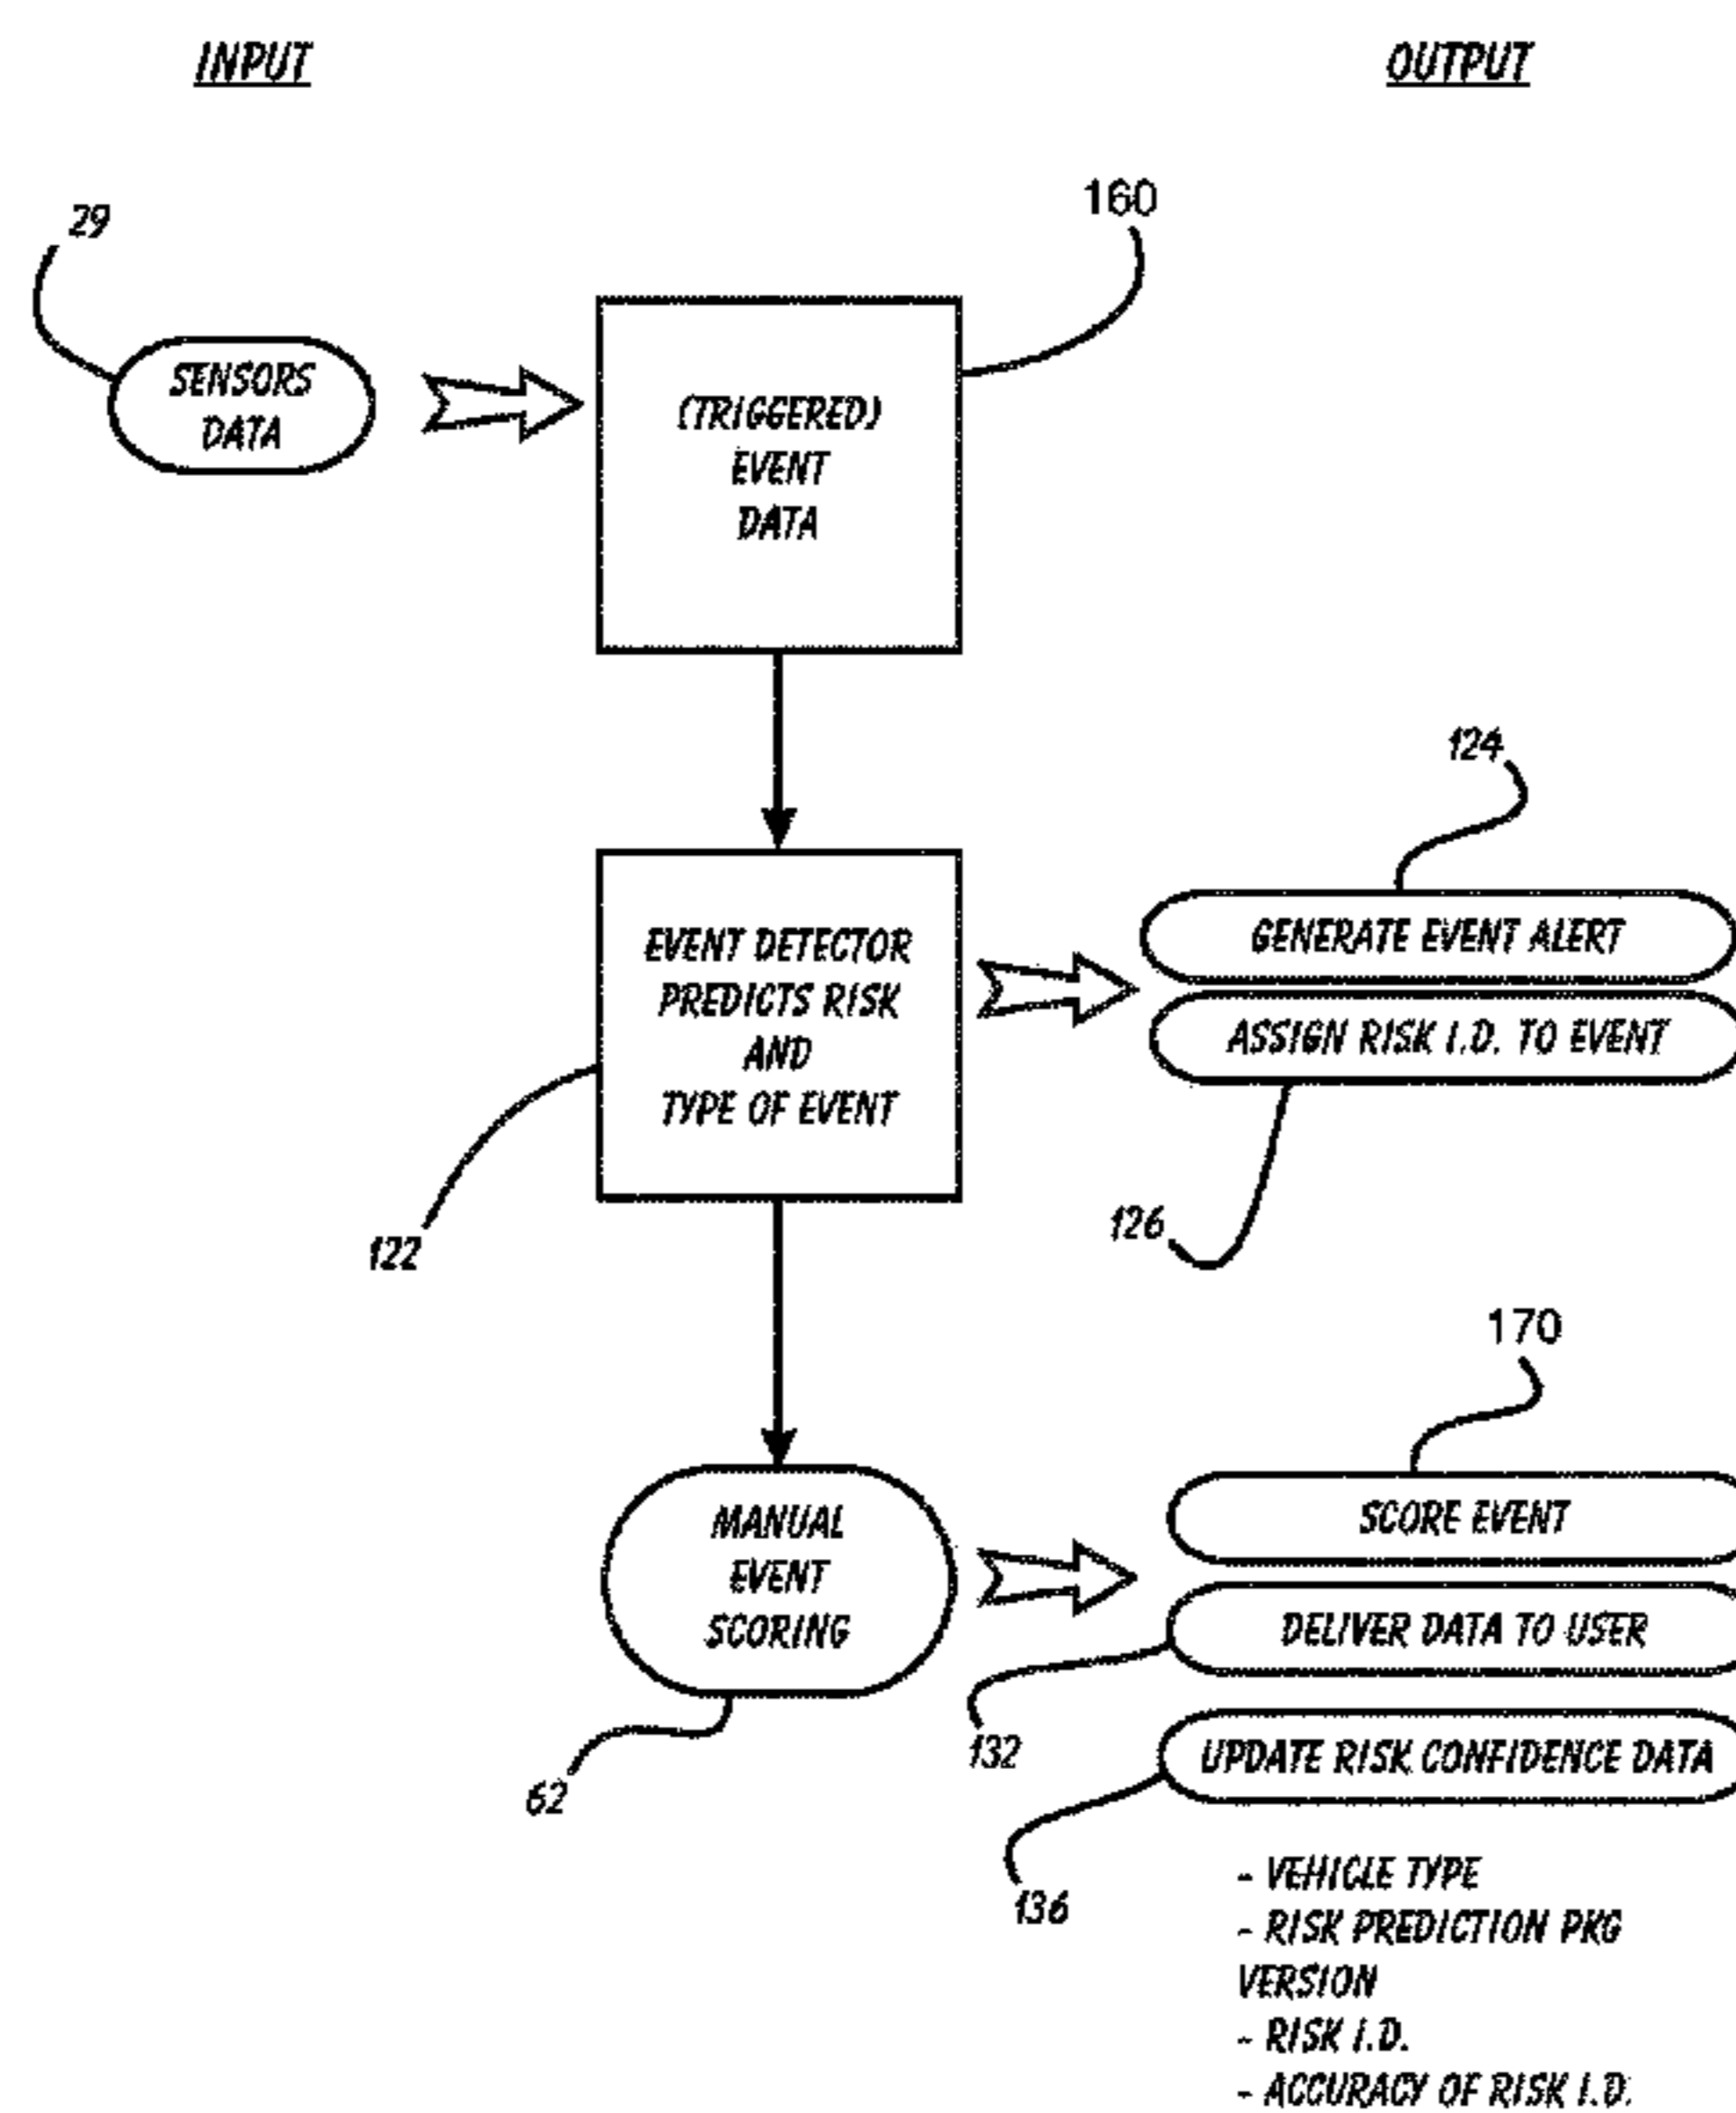 INPUT
OUTPUT
29
160
SENSORS
DATA
(TRIGGERED)
EVENT
DATA
124
EVENT DETECTOR
PREDICTS RISK
AND
TYPE OF EVENT
GENERATE EVENT ALERT
ASSIGN RISK I.D. TO EVENT
122
126
170
MANUAL
EVENT
SCORING
SCORE EVENT
DELIVER DATA TO USER
UPDATE RISK CONFIDENCE DATA
62
132
136
- VEHICLE TYPE
- RISK PREDICTION PKG
VERSION
- RISK I.D.
- ACCURACY OF RISK I.D.